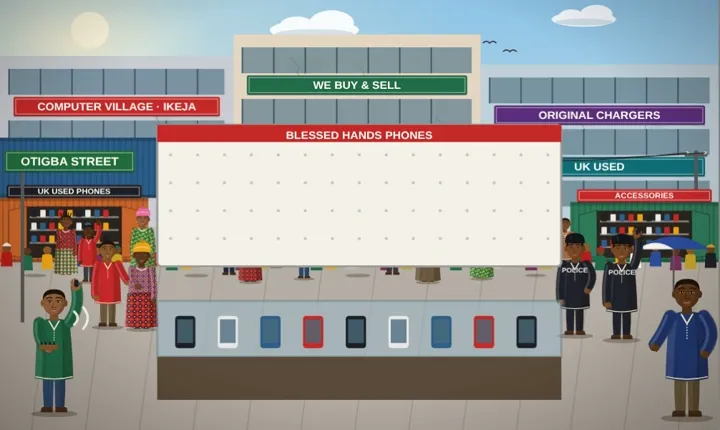 WE BUY & SELL
COMPUTER VILLAGE · IKEJA
ORIGINAL CHARGERS
BLESSED HANDS PHONES
OTIGBA STREET
UK USED
UK USED PHONES
ACCESSORIES
POLICE
POLICE